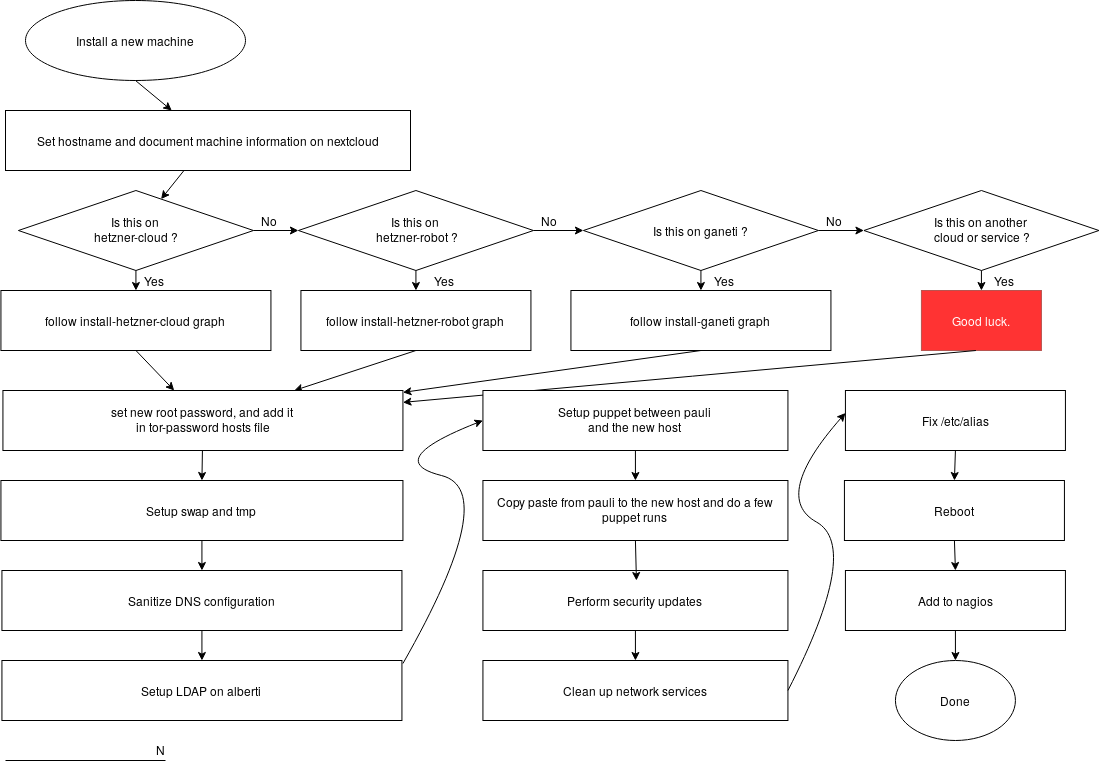 Install a new machine
Set hostname and document machine information on nextcloud
Is this on
hetzner-cloud ?
No
Is this on
hetzner-robot ?
No
Is this on ganeti ?
No
Is this on another
cloud or service ?
Yes
Yes
Yes
Yes
follow install-hetzner-cloud graph
follow install-hetzner-robot graph
follow install-ganeti graph
Good luck.
set new root password, and add it
in tor-password hosts file
Setup swap and tmp
Sanitize DNS configuration
Setup LDAP on alberti
Setup puppet between pauli
and the new host
Copy paste from pauli to the new host and do a few
puppet runs
Perform security updates
Clean up network services
Fix /etc/alias
Reboot
Add to nagios
Done
N